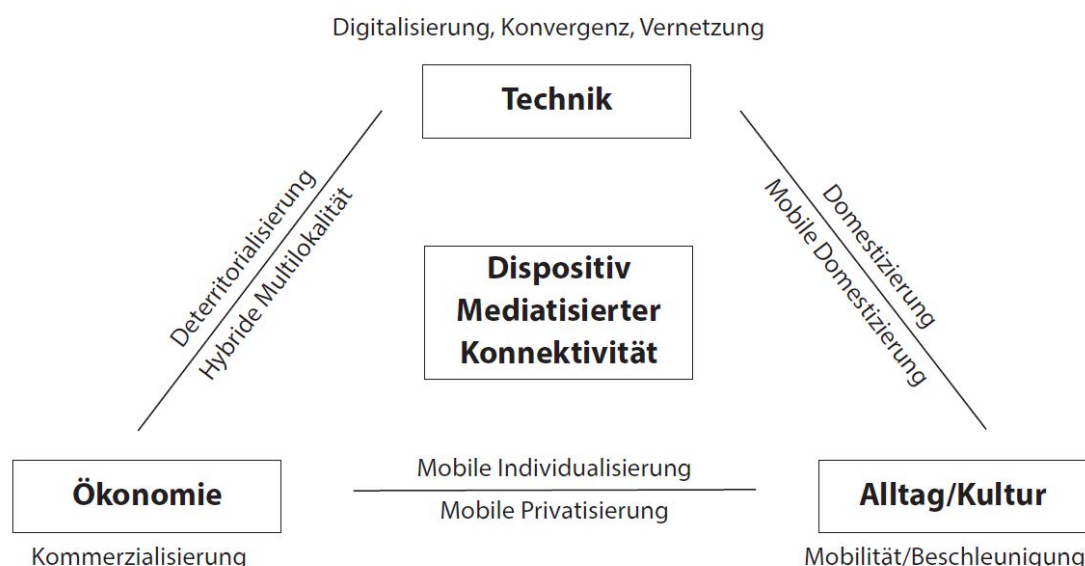 Digitalisierung, Konvergenz, Vernetzung
Technik
Deterritorialisierung
Hybride Multilokalität
Domestizierung
Mobile Domestizierung
Dispositiv
Mediatisierter
Konnektivität
Ökonomie
Mobile Individualisierung
Mobile Privatisierung
Alltag/Kultur
Kommerzialisierung
Mobilität/Beschleunigung